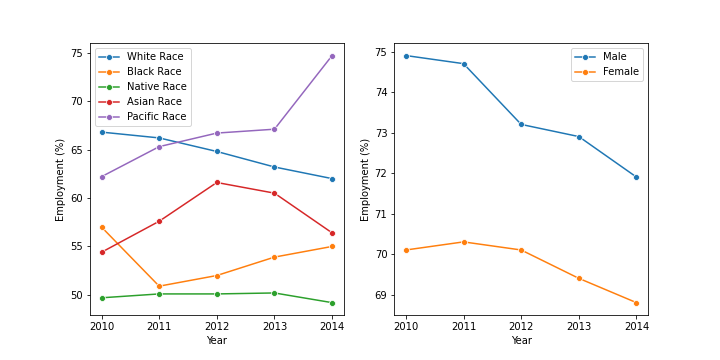 75
70
65
60
55
50
Employment (%)
White Race
Black Race
Native Race
Asian Race
Pacific Race
2010 2011 2012 2013 2014
Year
75
74
73
72
71
70
69
Employment (%)
Male
Female
2010 2011 2012 2013 2014
Year